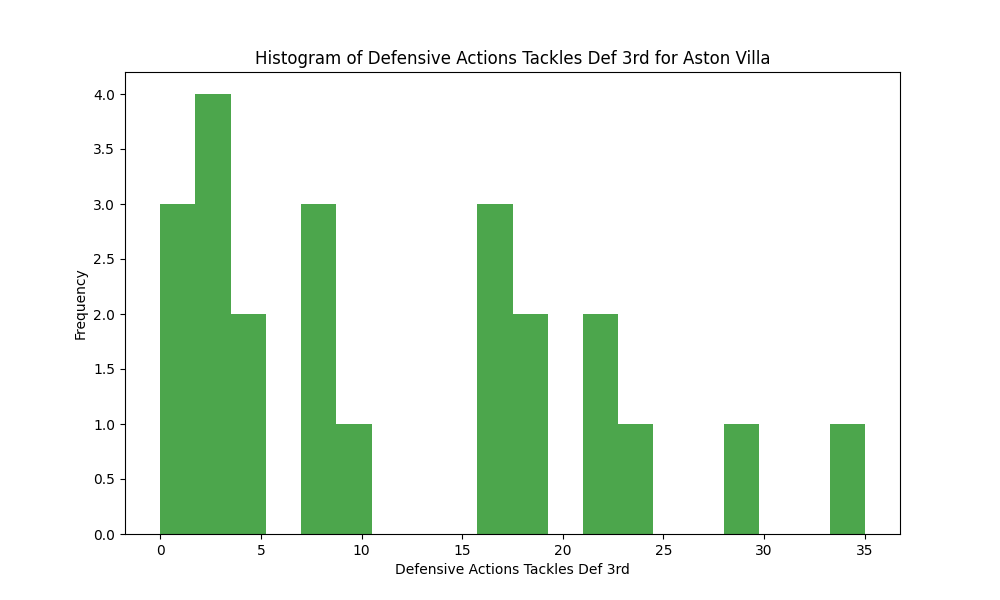 Histogram of Defensive Actions Tackles Def 3rd for Aston Villa
Frequency
4.0
3.5
3.0
2.5
2.0
1.5
1.0
0.5
0.0
0 5 10 15 20 25 30 35
Defensive Actions Tackles Def 3rd